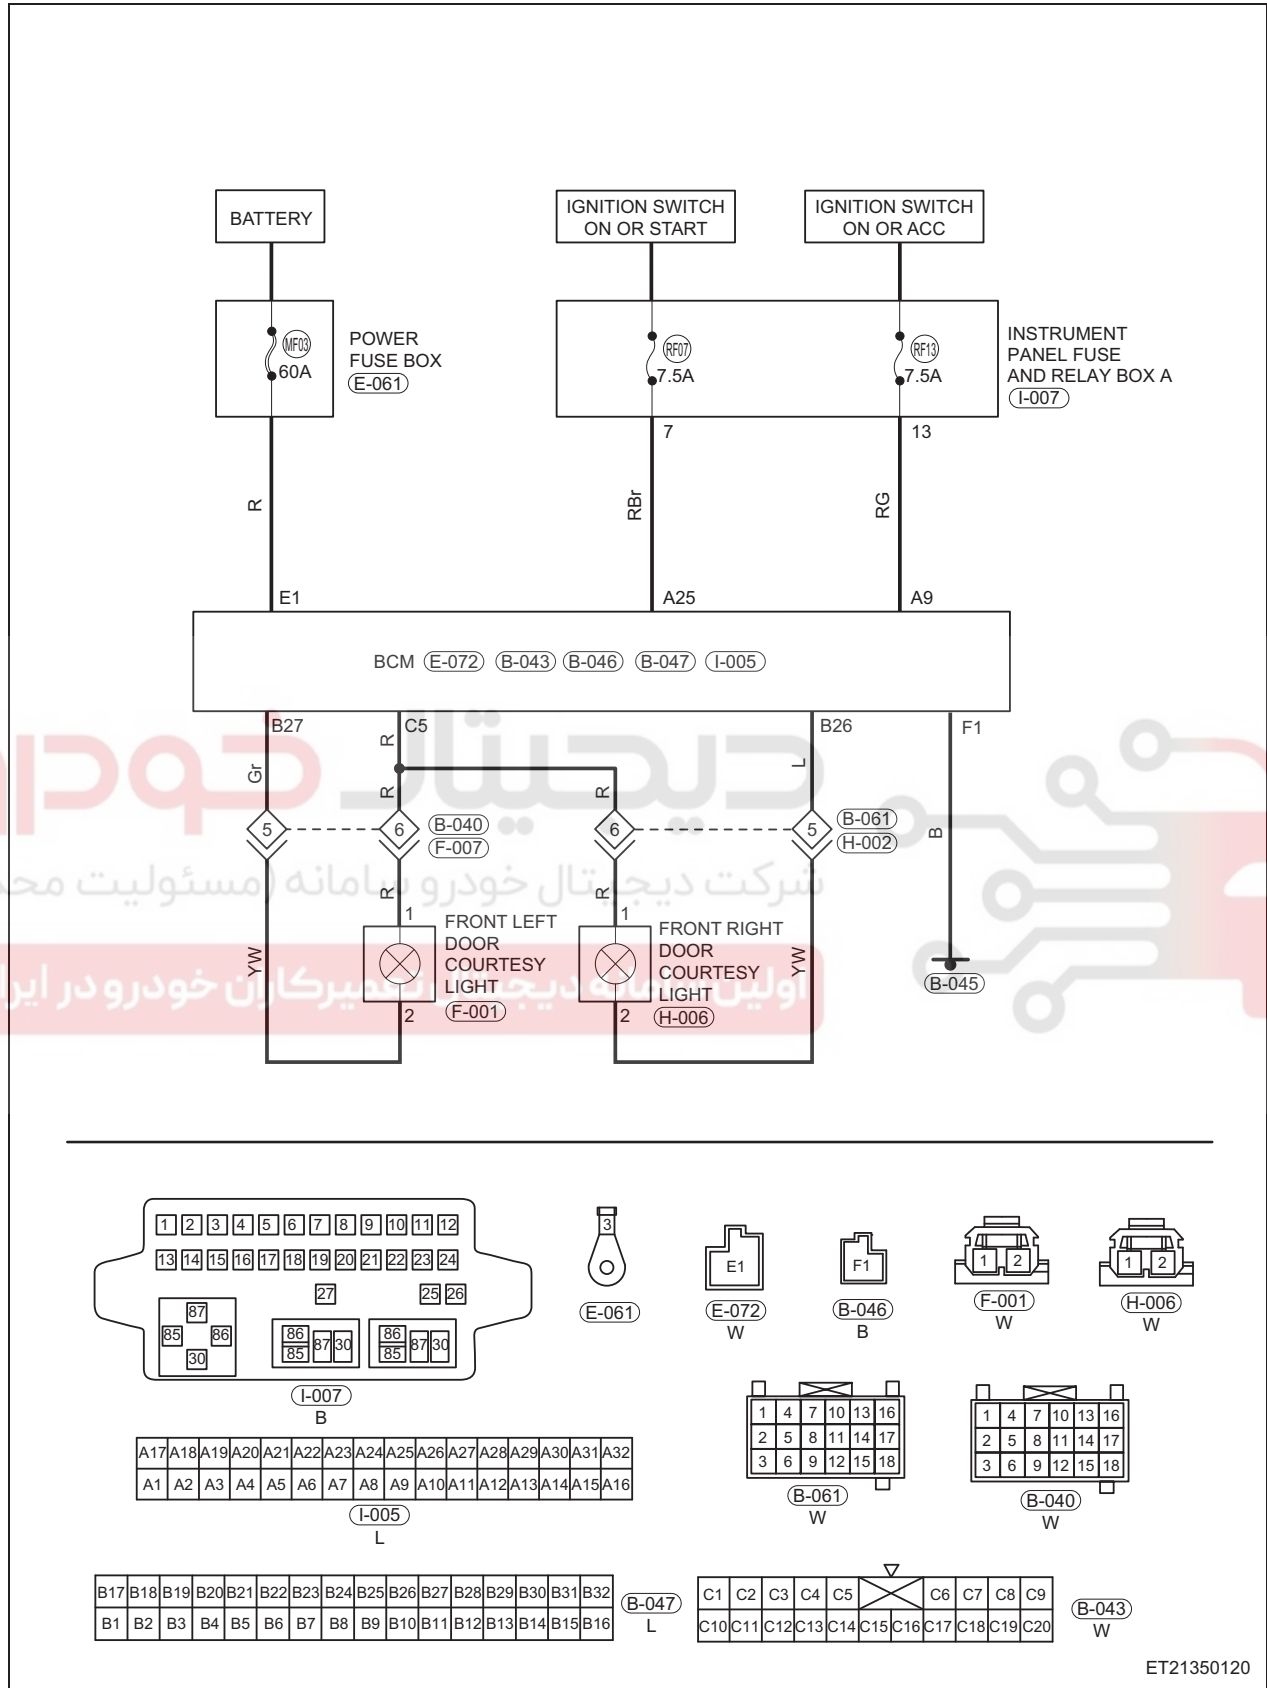 BATTERY
IGNITION SWITCH
ON OR START
IGNITION SWITCH
ON OR ACC
MF03
60A
POWER
FUSE BOX
E-061
RF07
7.5A
RF13
7.5A
INSTRUMENT
PANEL FUSE
AND RELAY BOX A
I-007
7
13
R
RBr
RG
E1
A25
A9
BCM E-072 B-043 B-046 B-047 I-005
B27
C5
B26
F1
Gr
R
L
R
R
5
6
B-040
F-007
6
5
B-061
H-002
B
R
R
دیجیتال خودرو
شرکت دیجیتال خودرو سامانه (مسئولیت محد
اولین سامانه دیجیتال تعمیرکاران خودرو در ایرا
1
FRONT LEFT
DOOR
COURTESY
LIGHT
F-001
2
1
FRONT RIGHT
DOOR
COURTESY
LIGHT
H-006
2
YW
YW
B-045
1 2 3 4 5 6 7 8 9 10 11 12
13 14 15 16 17 18 19 20 21 22 23 24
27 25 26
87
85 86
30
86
85
87 30
86
85
87 30
I-007
B
3
E-061
E1
E-072
W
F1
B-046
B
1 2
F-001
W
1 2
H-006
W
A17 A18 A19 A20 A21 A22 A23 A24 A25 A26 A27 A28 A29 A30 A31 A32
A1 A2 A3 A4 A5 A6 A7 A8 A9 A10 A11 A12 A13 A14 A15 A16
I-005
L
1 4 7 10 13 16
2 5 8 11 14 17
3 6 9 12 15 18
B-061
W
1 4 7 10 13 16
2 5 8 11 14 17
3 6 9 12 15 18
B-040
W
B17 B18 B19 B20 B21 B22 B23 B24 B25 B26 B27 B28 B29 B30 B31 B32
B1 B2 B3 B4 B5 B6 B7 B8 B9 B10 B11 B12 B13 B14 B15 B16
B-047
L
C1 C2 C3 C4 C5 C6 C7 C8 C9
C10 C11 C12 C13 C14 C15 C16 C17 C18 C19 C20
B-043
W
ET21350120